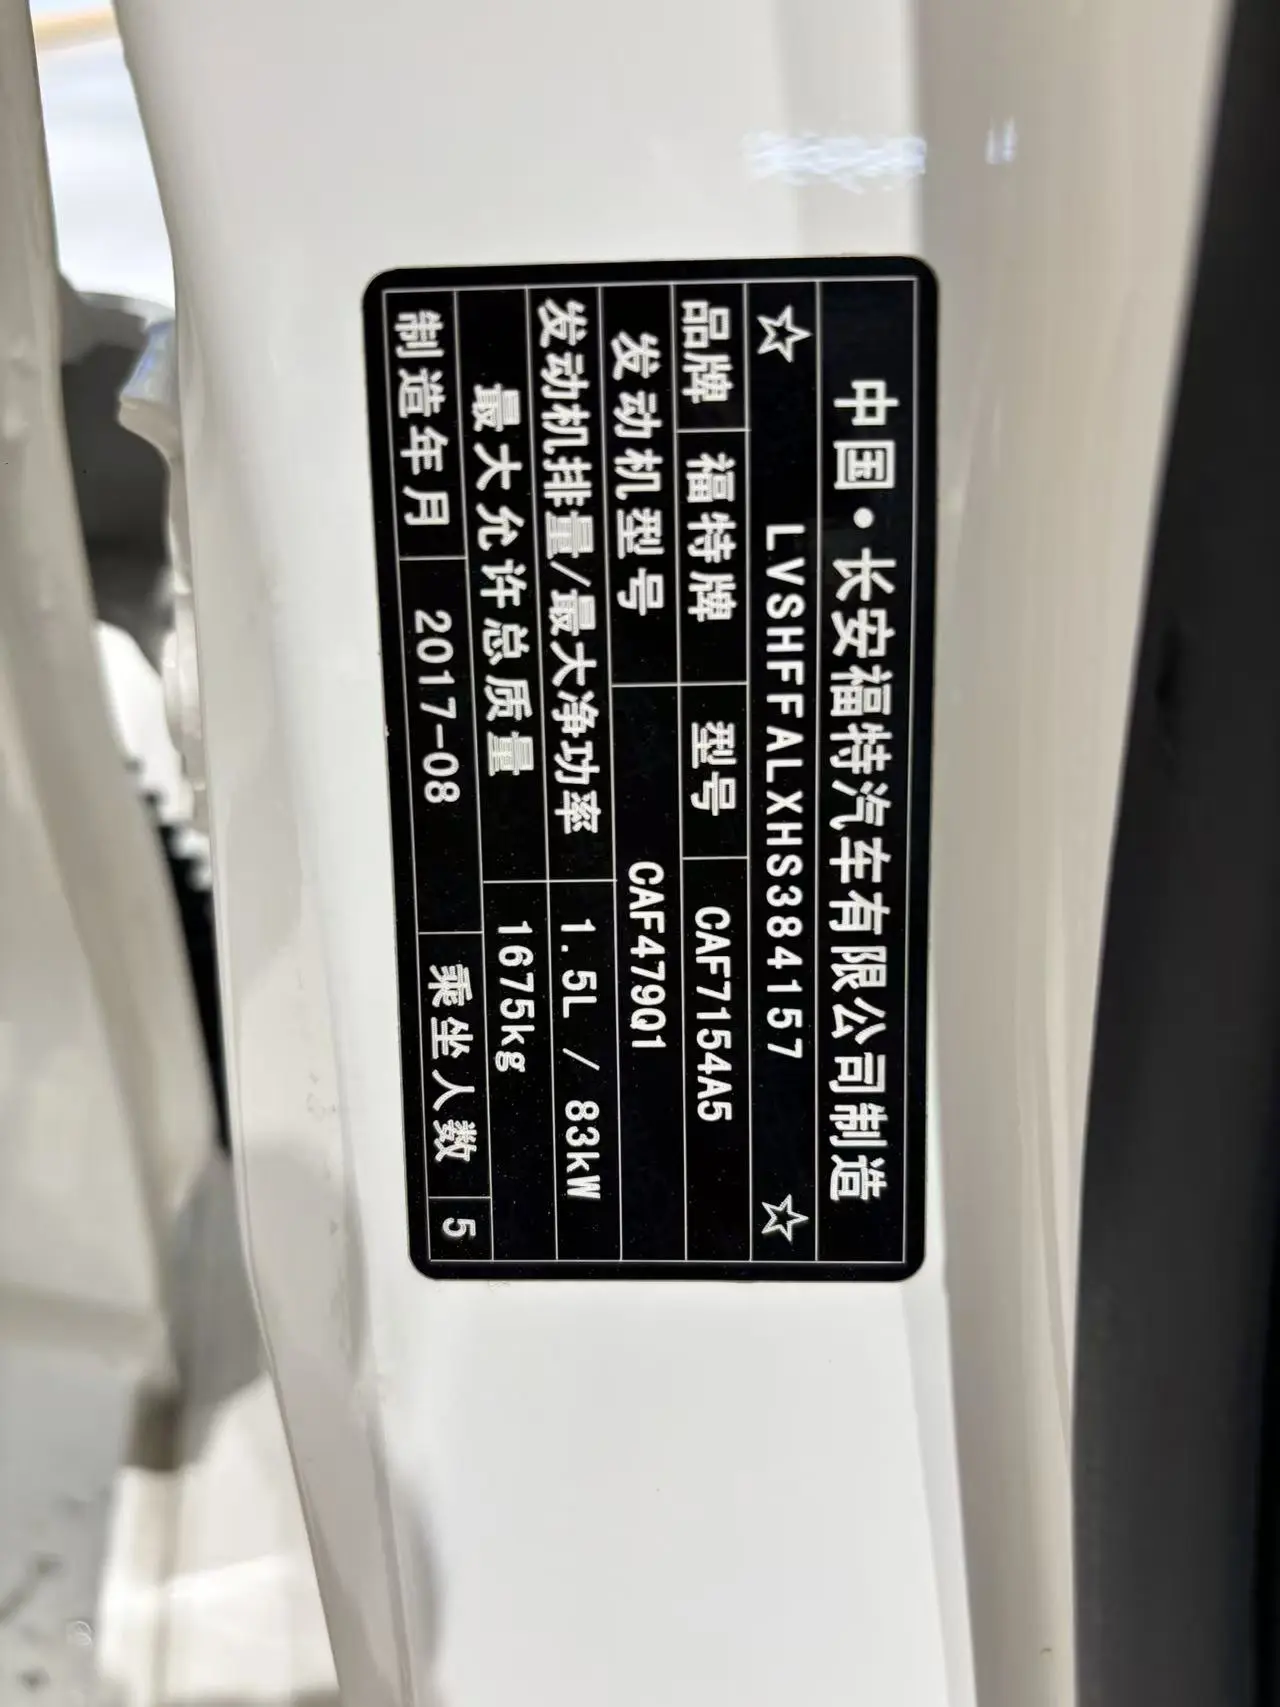 中国·长安福特汽车有限公司制造
☆ LVSHFFALXHS384157 ☆
品牌 福特牌 型号 CAF7154A5
发动机型号 CAF479Q1
发动机排量/最大净功率 1.5L / 83kW
最大允许总质量 1675kg
制造年月 2017-08 乘坐人数 5